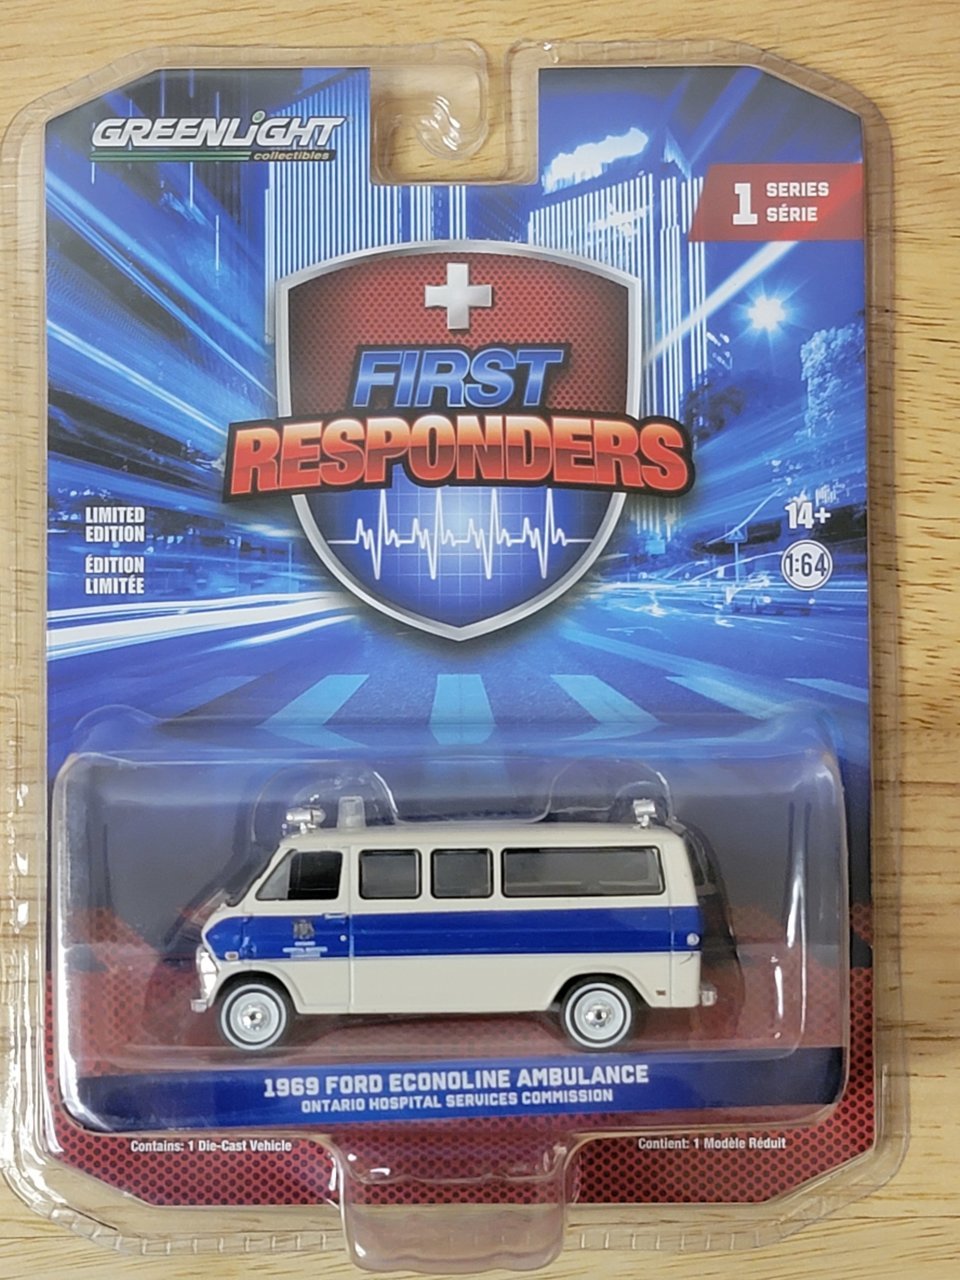 GREENLIGHT
collectibles
1 SERIES
SÉRIE
FIRST
RESPONDERS
LIMITED
EDITION
ÉDITION
LIMITÉE
14+
1:64
1969 FORD ECONOLINE AMBULANCE
ONTARIO HOSPITAL SERVICES COMMISSION
Contains: 1 Die-Cast Vehicle
Contient: 1 Modèle Réduit